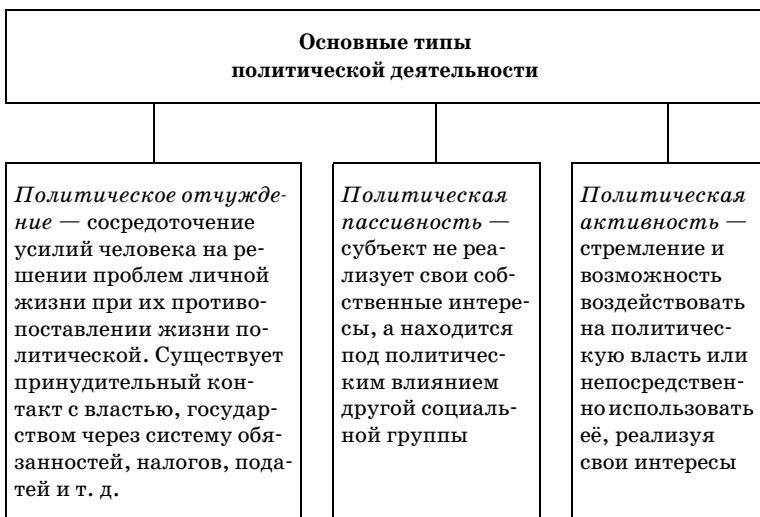 Основные типы
политической деятельности
Политическое отчужде-
ние — сосредоточение
усилий человека на ре-
шении проблем личной
жизни при их противо-
поставлении жизни по-
литической. Существует
принудительный кон-
такт с властью, государ-
ством через систему обя-
занностей, налогов, пода-
тей и т. д.
Политическая
пассивность —
субъект не реа-
лизует свои соб-
ственные интере-
сы, а находится
под политичес-
ким влиянием
другой социаль-
ной группы
Политическая
активность —
стремление и
возможность
воздействовать
на политичес-
кую власть или
непосредствен-
но использовать
её, реализуя
свои интересы